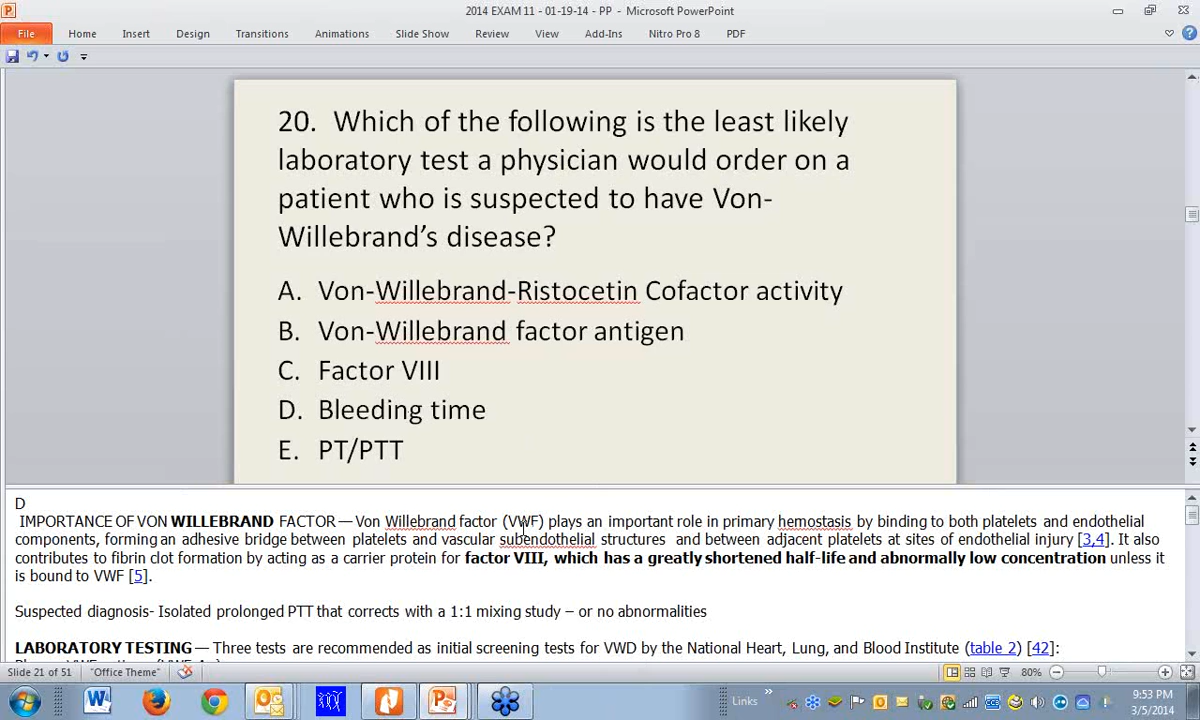 2014 EXAM 11 - 01-19-14 - PP - Microsoft PowerPoint
File Home Insert Design Transitions Animations Slide Show Review View Add-Ins Nitro Pro 8 PDF
20. Which of the following is the least likely
laboratory test a physician would order on a
patient who is suspected to have Von-
Willebrand's disease?
A. Von-Willebrand-Ristocetin Cofactor activity
B. Von-Willebrand factor antigen
C. Factor VIII
D. Bleeding time
E. PT/PTT
D
IMPORTANCE OF VON WILLEBRAND FACTOR — Von Willebrand factor (VWF) plays an important role in primary hemostasis by binding to both platelets and endothelial
components, forming an adhesive bridge between platelets and vascular subendothelial structures and between adjacent platelets at sites of endothelial injury [3,4]. It also
contributes to fibrin clot formation by acting as a carrier protein for factor VIII, which has a greatly shortened half-life and abnormally low concentration unless it
is bound to VWF [5].
Suspected diagnosis- Isolated prolonged PTT that corrects with a 1:1 mixing study – or no abnormalities
LABORATORY TESTING — Three tests are recommended as initial screening tests for VWD by the National Heart, Lung, and Blood Institute (table 2) [42]:
Slide 21 of 51 "Office Theme" 80%
Links
9:53 PM
3/5/2014